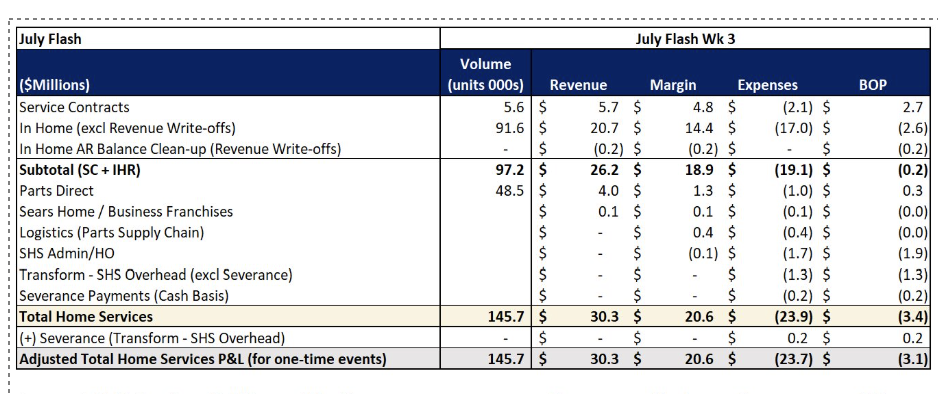 July Flash July Flash Wk 3
Volume
($Millions) (units 000s) Revenue Margin Expenses BOP
Service Contracts 5.6 $ 5.7 $ 4.8 $ (2.1) $ 2.7
In Home (excl Revenue Write-offs) 91.6 $ 20.7 $ 14.4 $ (17.0) $ (2.6)
In Home AR Balance Clean-up (Revenue Write-offs) - $ (0.2) $ (0.2) $ - $ (0.2)
Subtotal (SC + IHR) 97.2 $ 26.2 $ 18.9 $ (19.1) $ (0.2)
Parts Direct 48.5 $ 4.0 $ 1.3 $ (1.0) $ 0.3
Sears Home / Business Franchises $ 0.1 $ 0.1 $ (0.1) $ (0.0)
Logistics (Parts Supply Chain) $ - $ 0.4 $ (0.4) $ (0.0)
SHS Admin/HO $ - $ (0.1) $ (1.7) $ (1.9)
Transform - SHS Overhead (excl Severance) $ - $ - $ (1.3) $ (1.3)
Severance Payments (Cash Basis) $ - $ - $ (0.2) $ (0.2)
Total Home Services 145.7 $ 30.3 $ 20.6 $ (23.9) $ (3.4)
(+) Severance (Transform - SHS Overhead) - $ - $ - $ 0.2 $ 0.2
Adjusted Total Home Services P&L (for one-time events) 145.7 $ 30.3 $ 20.6 $ (23.7) $ (3.1)